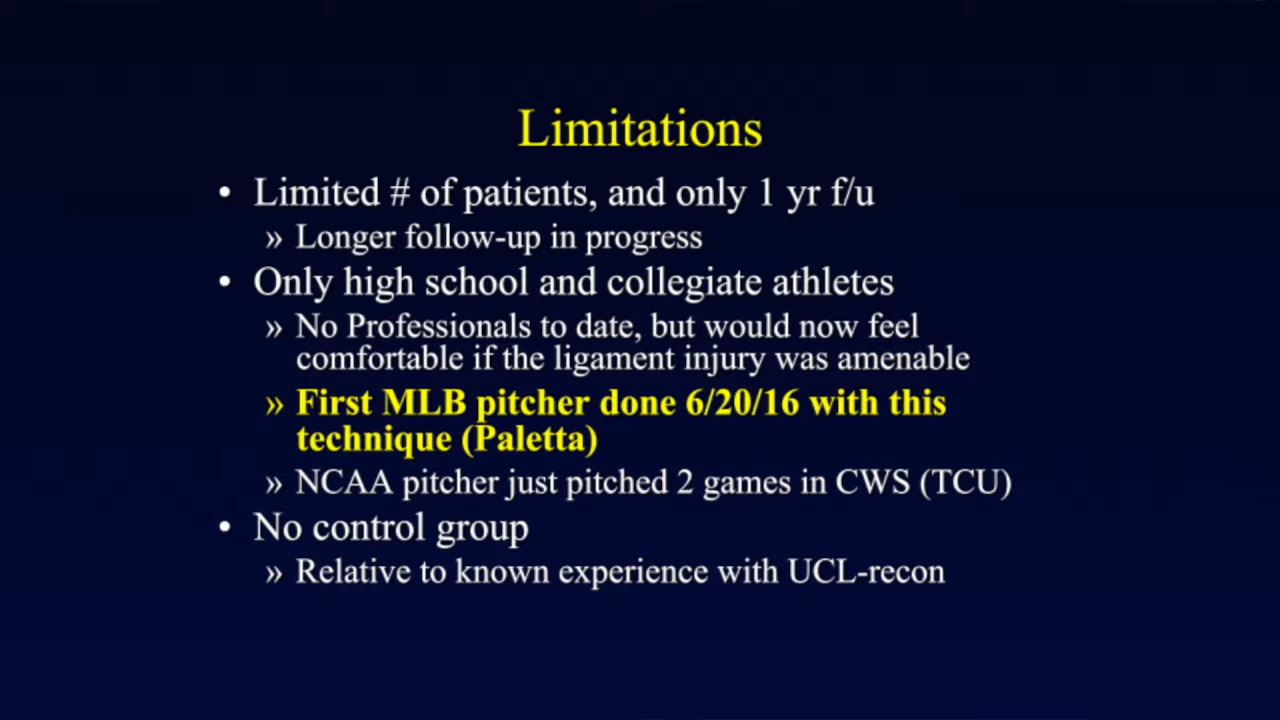 Limitations
• Limited # of patients, and only 1 yr f/u
» Longer follow-up in progress
• Only high school and collegiate athletes
» No Professionals to date, but would now feel
comfortable if the ligament injury was amenable
» First MLB pitcher done 6/20/16 with this
technique (Paletta)
» NCAA pitcher just pitched 2 games in CWS (TCU)
• No control group
» Relative to known experience with UCL-recon